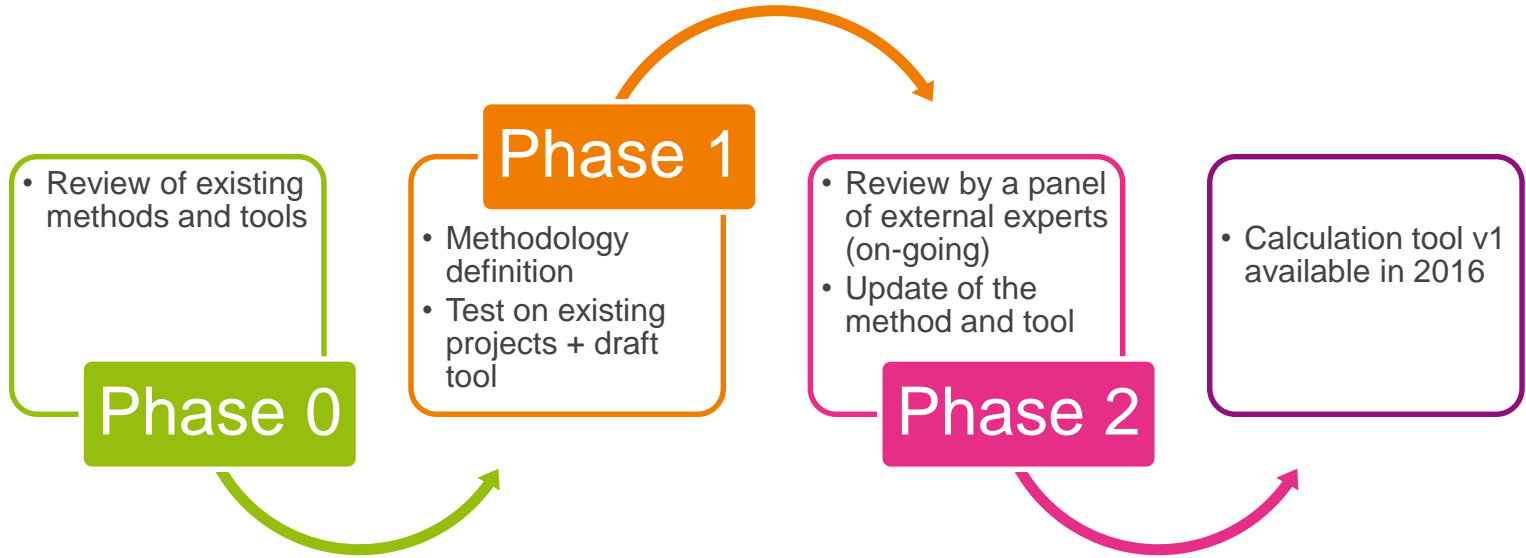 • Review of existing
methods and tools
Phase 0
Phase 1
• Methodology
definition
• Test on existing
projects + draft
tool
• Review by a panel
of external experts
(on-going)
• Update of the
method and tool
Phase 2
• Calculation tool v1
available in 2016